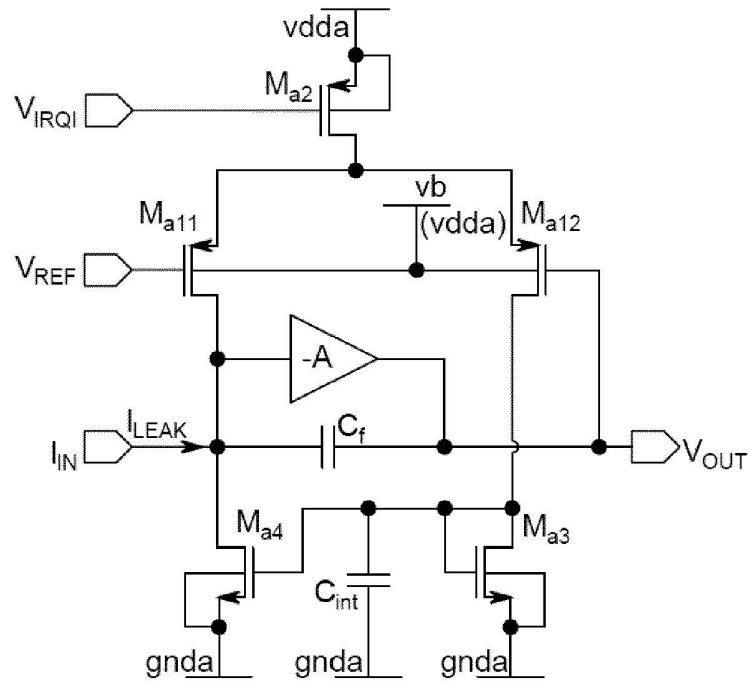 vdda
M_a2
V_IRQI
vb
M_a11
(vdda)
M_a12
V_REF
-A
I_LEAK
C_f
I_IN
V_OUT
M_a4
M_a3
C_int
gnda
gnda
gnda